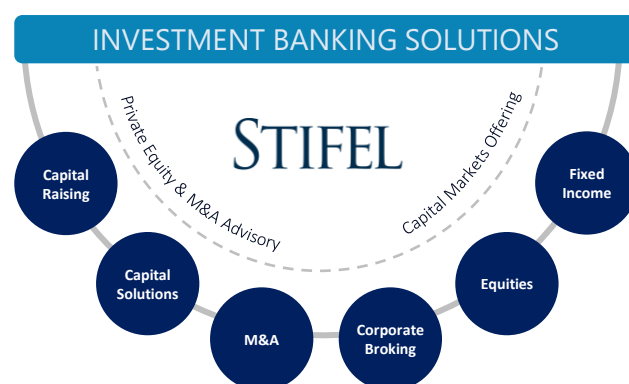 INVESTMENT BANKING SOLUTIONS
Private Equity & M&A Advisory
STIFEL
Capital Markets Offering
Capital
Raising
Capital
Solutions
M&A
Corporate
Broking
Equities
Fixed
Income